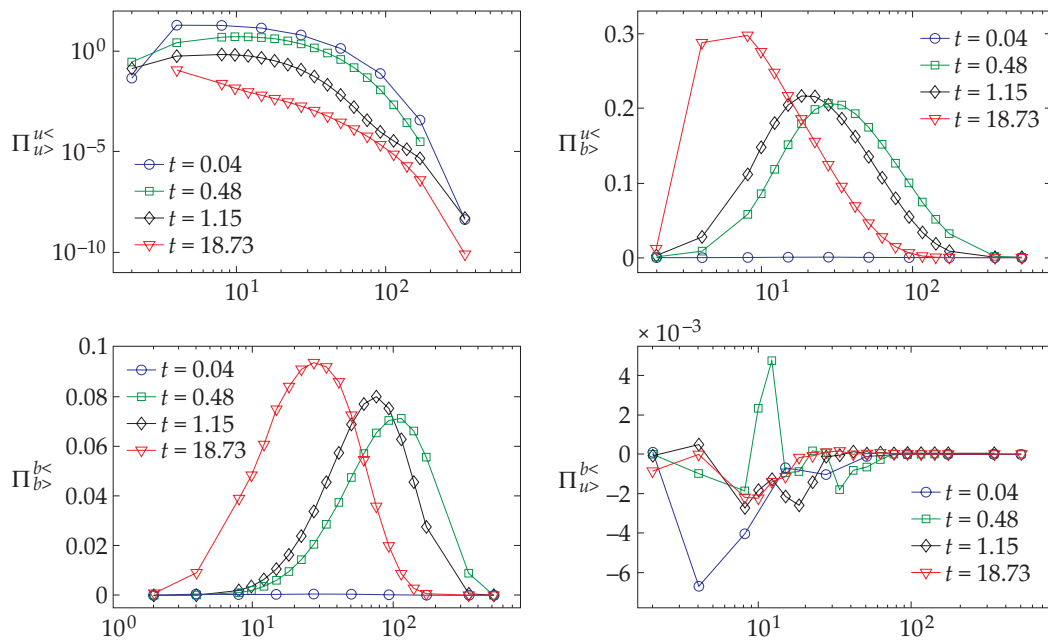 10^0
10^-5
10^-10
10^1
10^2
Π^{u<}_{u>}
t = 0.04
t = 0.48
t = 1.15
t = 18.73
0.3
0.2
0.1
0
10^1
10^2
Π^{u<}_{b>}
t = 0.04
t = 0.48
t = 1.15
t = 18.73
0.1
0.08
0.06
0.04
0.02
0
10^0
10^1
10^2
Π^{b<}_{b>}
t = 0.04
t = 0.48
t = 1.15
t = 18.73
× 10^-3
4
2
0
−2
−4
−6
10^1
10^2
Π^{b<}_{u>}
t = 0.04
t = 0.48
t = 1.15
t = 18.73